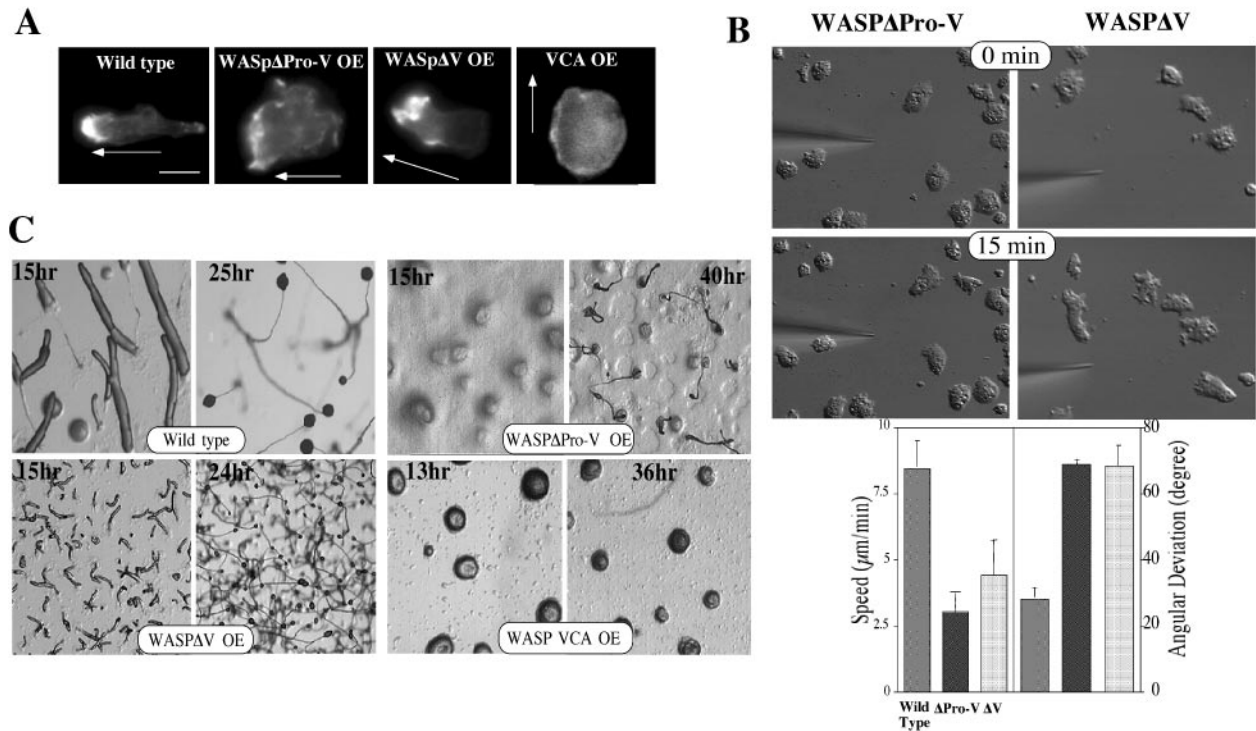 A
Wild type
WASpΔPro-V OE
WASpΔV OE
VCA OE
B
WASPΔPro-V
WASPΔV
0 min
15 min
C
15hr
25hr
Wild type
15hr
40hr
WASPΔPro-V OE
15hr
24hr
WASPΔV OE
13hr
36hr
WASP VCA OE
10
7.5
5
2.5
0
Speed (μm/min)
80
60
40
20
0
Angular Deviation (degree)
Wild
Type
ΔPro-V
ΔV